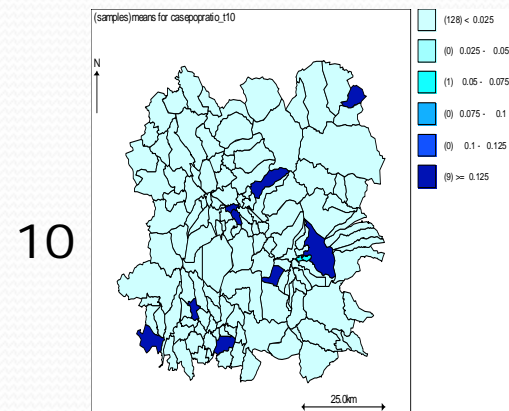 (samples)means for casepopratio_t10
N
10
25.0km
(128) < 0.025
(0) 0.025 - 0.05
(1) 0.05 - 0.075
(0) 0.075 - 0.1
(0) 0.1 - 0.125
(9) >= 0.125